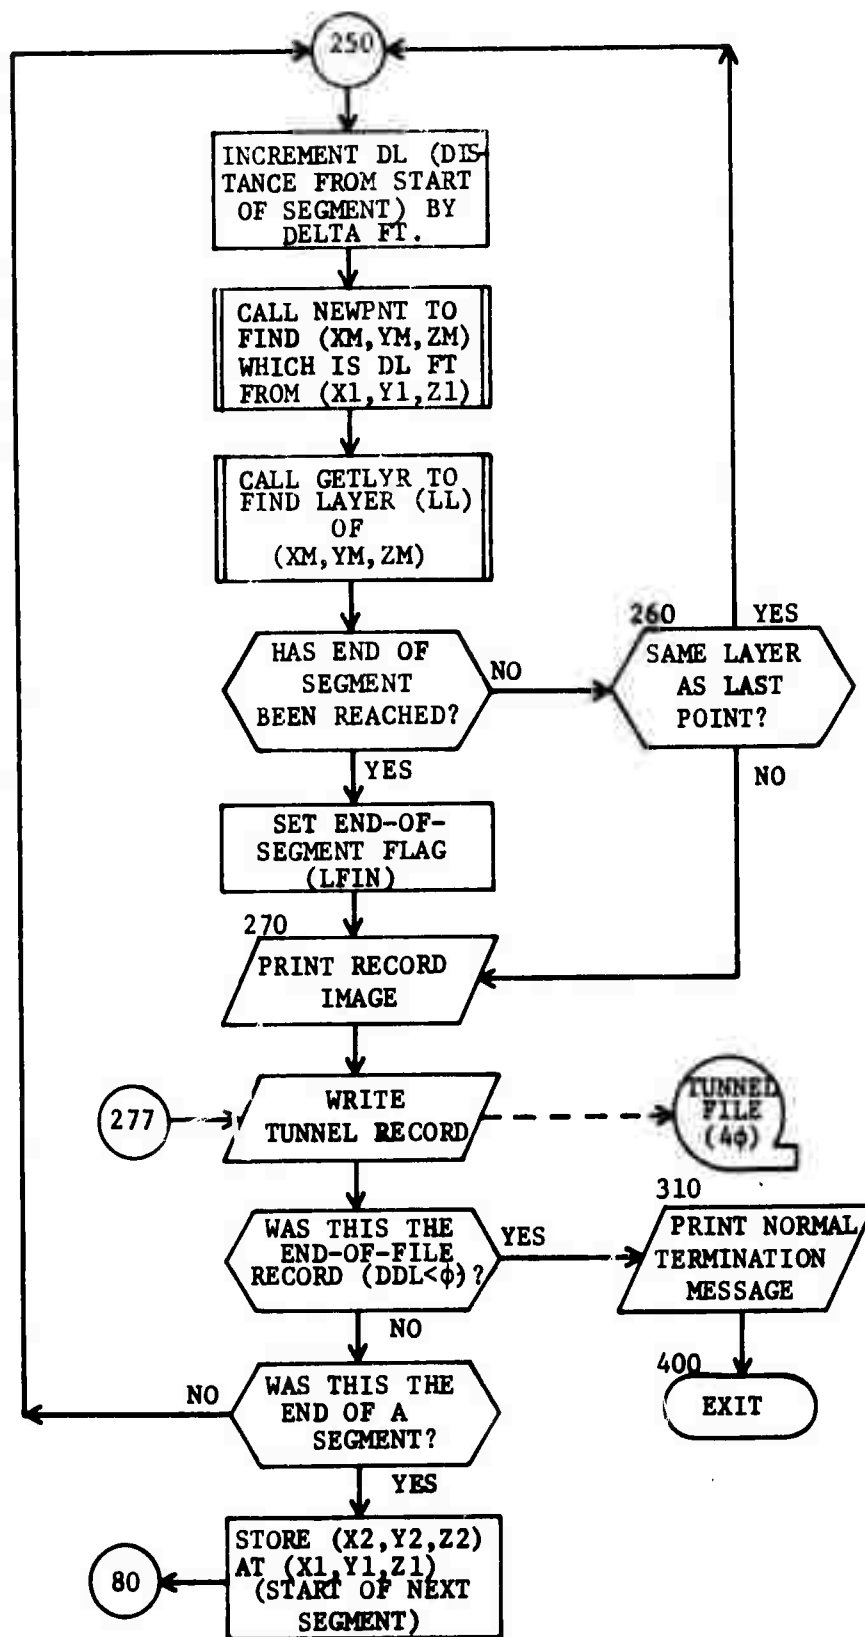 250
INCREMENT DL (DIS-
TANCE FROM START
OF SEGMENT) BY
DELTA FT.
CALL NEWPNT TO
FIND (XM,YM,ZM)
WHICH IS DL FT
FROM (X1,Y1,Z1)
CALL GETLYR TO
FIND LAYER (LL)
OF
(XM,YM,ZM)
HAS END OF
SEGMENT
BEEN REACHED?
NO
260
YES
SAME LAYER
AS LAST
POINT?
YES
NO
SET END-OF-
SEGMENT FLAG
(LFIN)
270
PRINT RECORD
IMAGE
277
WRITE
TUNNEL RECORD
TUNNEL
FILE
(4ϕ)
WAS THIS THE
END-OF-FILE
RECORD (DDL<ϕ)?
YES
310
PRINT NORMAL
TERMINATION
MESSAGE
NO
400
EXIT
NO
WAS THIS THE
END OF A
SEGMENT?
YES
STORE (X2,Y2,Z2)
AT (X1,Y1,Z1)
(START OF NEXT
SEGMENT)
80